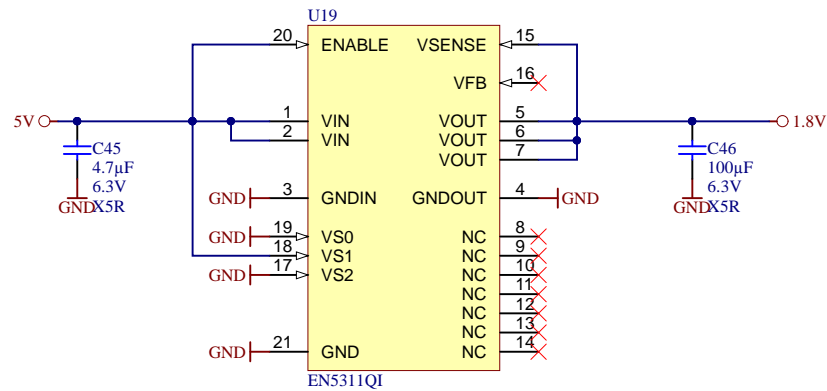 U19
20 ENABLE VSENSE 15
VFB 16
5V 1 VIN VOUT 5 1.8V
2 VIN VOUT 6
VOUT 7
C45
4.7µF
6.3V
X5R
GND
C46
100µF
6.3V
X5R
GND
GND 3 GNDIN GNDOUT 4 GND
GND 19 VS0 NC 8
18 VS1 NC 9
GND 17 VS2 NC 10
NC 11
NC 12
NC 13
GND 21 GND NC 14
EN5311QI